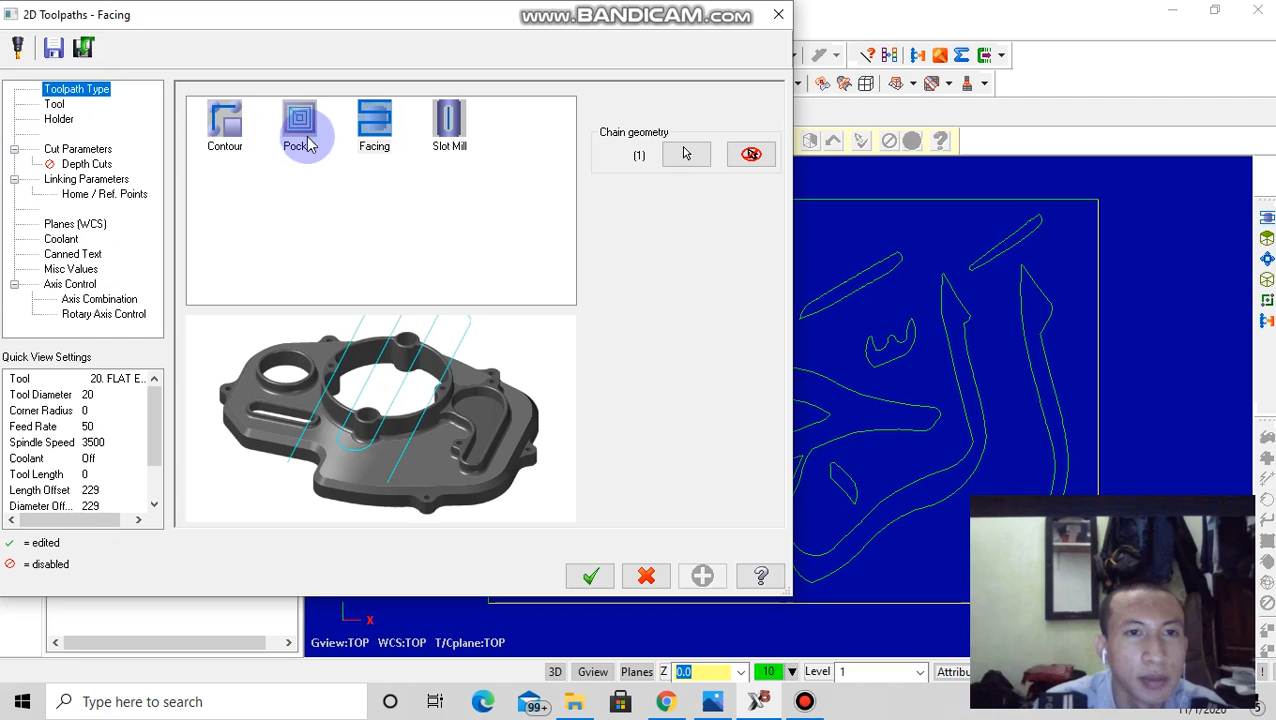 2D Toolpaths - Facing
www.BANDICAM.com
Toolpath Type
Tool
Holder
Cut Parameters
Depth Cuts
Linking Parameters
Home / Ref. Points
Planes (WCS)
Coolant
Canned Text
Misc Values
Axis Control
Axis Combination
Rotary Axis Control
Contour
Facing
Slot Mill
Chain geometry
(1)
Quick View Settings
Tool 20. FLAT E...
Tool Diameter 20
Corner Radius 0
Feed Rate 50
Spindle Speed 3500
Coolant Off
Tool Length 0
Length Offset 229
Diameter Off... 229
= edited
= disabled
X
Gview:TOP WCS:TOP T/Cplane:TOP
3D Gview Planes Z 0.0 10 Level 1
Type here to search
99+